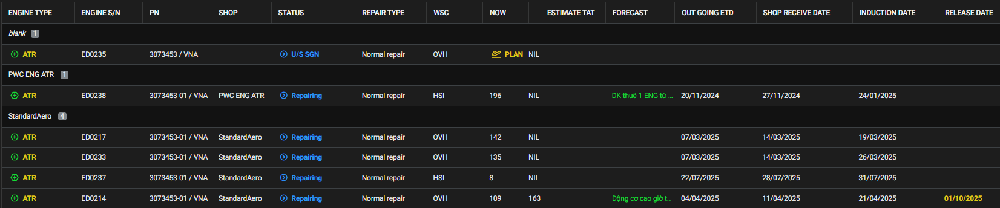 ENGINE TYPE ENGINE S/N PN SHOP STATUS REPAIR TYPE WSC NOW ESTIMATE TAT FORECAST OUT GOING ETD SHOP RECEIVE DATE INDUCTION DATE RELEASE DATE
blank 1
ATR ED0235 3073453 / VNA U/S SGN Normal repair OVH PLAN NIL
PWC ENG ATR 1
ATR ED0238 3073453-01 / VNA PWC ENG ATR Repairing Normal repair HSI 196 NIL DK thuê 1 ENG từ ... 20/11/2024 27/11/2024 24/01/2025
StandardAero 4
ATR ED0217 3073453-01 / VNA StandardAero Repairing Normal repair OVH 142 NIL 07/03/2025 14/03/2025 19/03/2025
ATR ED0233 3073453-01 / VNA StandardAero Repairing Normal repair OVH 135 NIL 07/03/2025 14/03/2025 26/03/2025
ATR ED0237 3073453-01 / VNA StandardAero Repairing Normal repair HSI 8 NIL 22/07/2025 28/07/2025 31/07/2025
ATR ED0214 3073453-01 / VNA StandardAero Repairing Normal repair OVH 109 163 Động cơ cao giờ t... 04/04/2025 11/04/2025 21/04/2025 01/10/2025